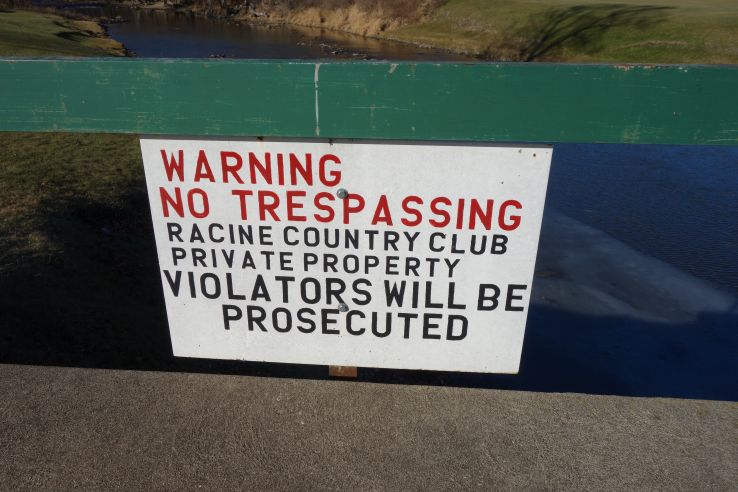 WARNING
NO TRESPASSING
RACINE COUNTRY CLUB
PRIVATE PROPERTY
VIOLATORS WILL BE
PROSECUTED